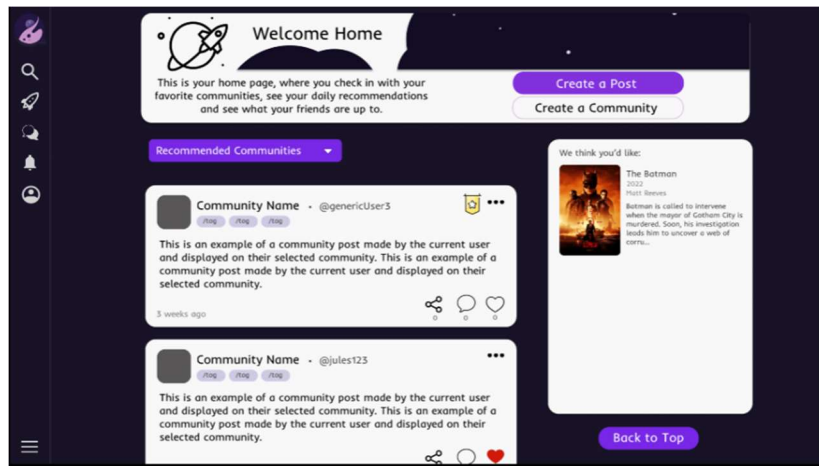 Welcome Home
This is your home page, where you check in with your
favorite communities, see your daily recommendations
and see what your friends are up to.
Create a Post
Create a Community
Recommended Communities
We think you'd like:
The Batman
2022
Matt Reeves
Batman is called to intervene
when the mayor of Gotham City is
murdered. Soon, his investigation
leads him to uncover a web of
corru...
Community Name • @genericUser3
/tag /tag /tag
This is an example of a community post made by the current user
and displayed on their selected community. This is an example of a
community post made by the current user and displayed on their
selected community.
3 weeks ago
0 0 0
Community Name • @jules123
/tag /tag /tag
This is an example of a community post made by the current user
and displayed on their selected community. This is an example of a
community post made by the current user and displayed on their
selected community.
Back to Top